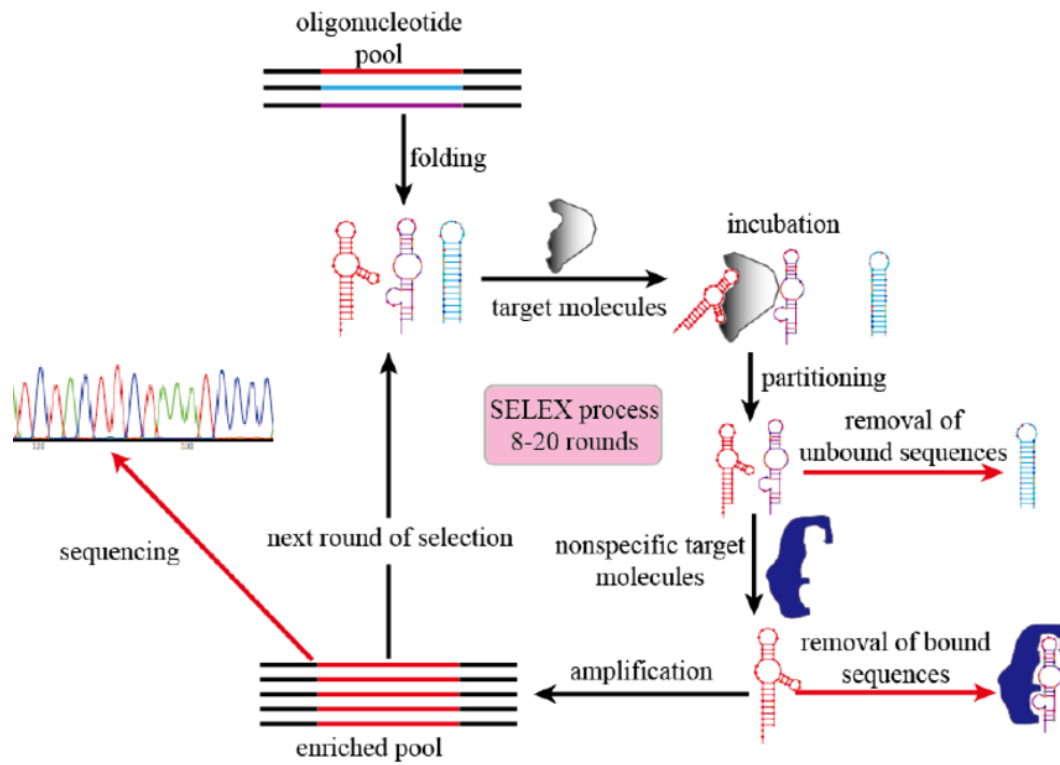 oligonucleotide
pool
folding
target molecules
incubation
partitioning
SELEX process
8-20 rounds
removal of
unbound sequences
nonspecific target
molecules
removal of bound
sequences
amplification
next round of selection
sequencing
enriched pool